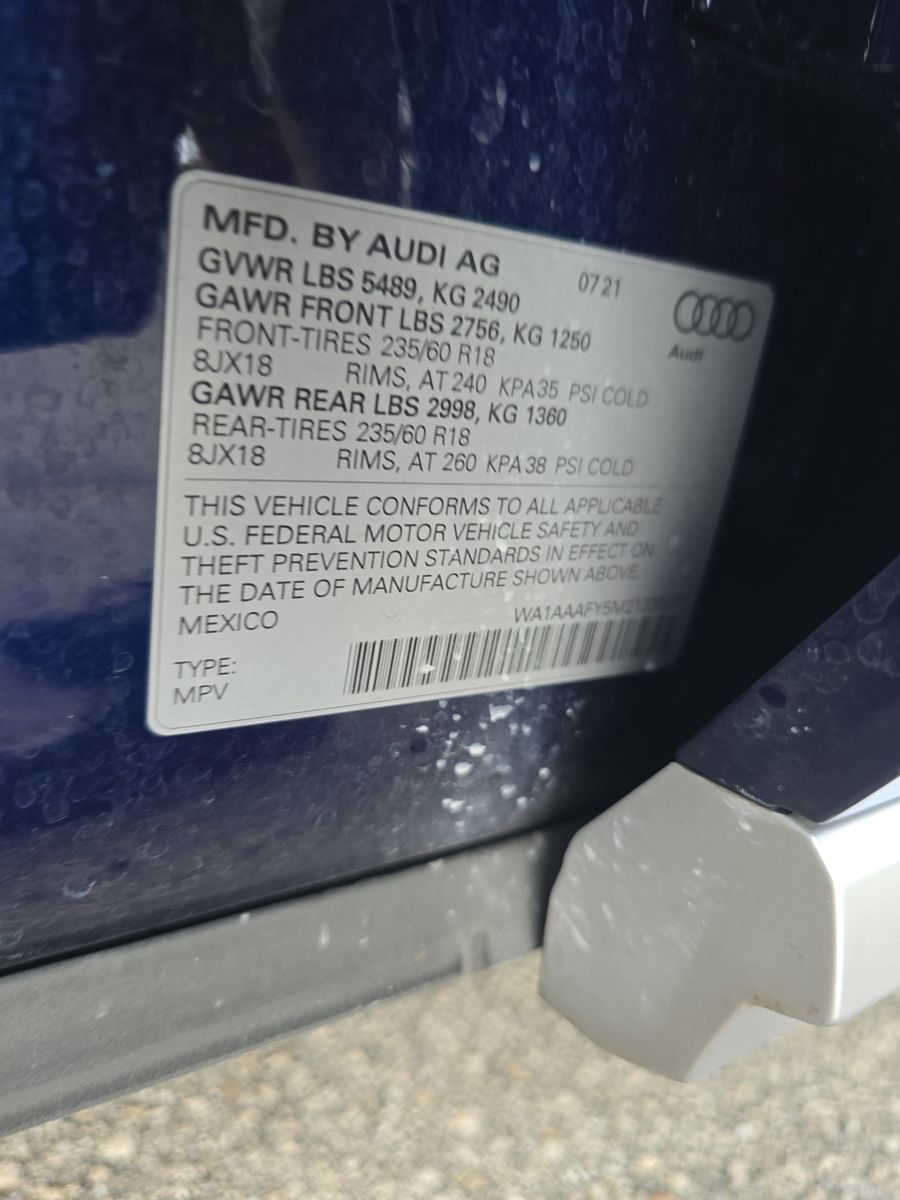 MFD. BY AUDI AG 07 21
GVWR LBS 5489, KG 2490
GAWR FRONT LBS 2756, KG 1250
FRONT-TIRES 235/60 R18
8JX18 RIMS, AT 240 KPA 35 PSI COLD
Audi
GAWR REAR LBS 2998, KG 1360
REAR-TIRES 235/60 R18
8JX18 RIMS, AT 260 KPA 38 PSI COLD
THIS VEHICLE CONFORMS TO ALL APPLICABLE
U.S. FEDERAL MOTOR VEHICLE SAFETY AND
THEFT PREVENTION STANDARDS IN EFFECT ON
THE DATE OF MANUFACTURE SHOWN ABOVE.
MEXICO
TYPE:
MPV